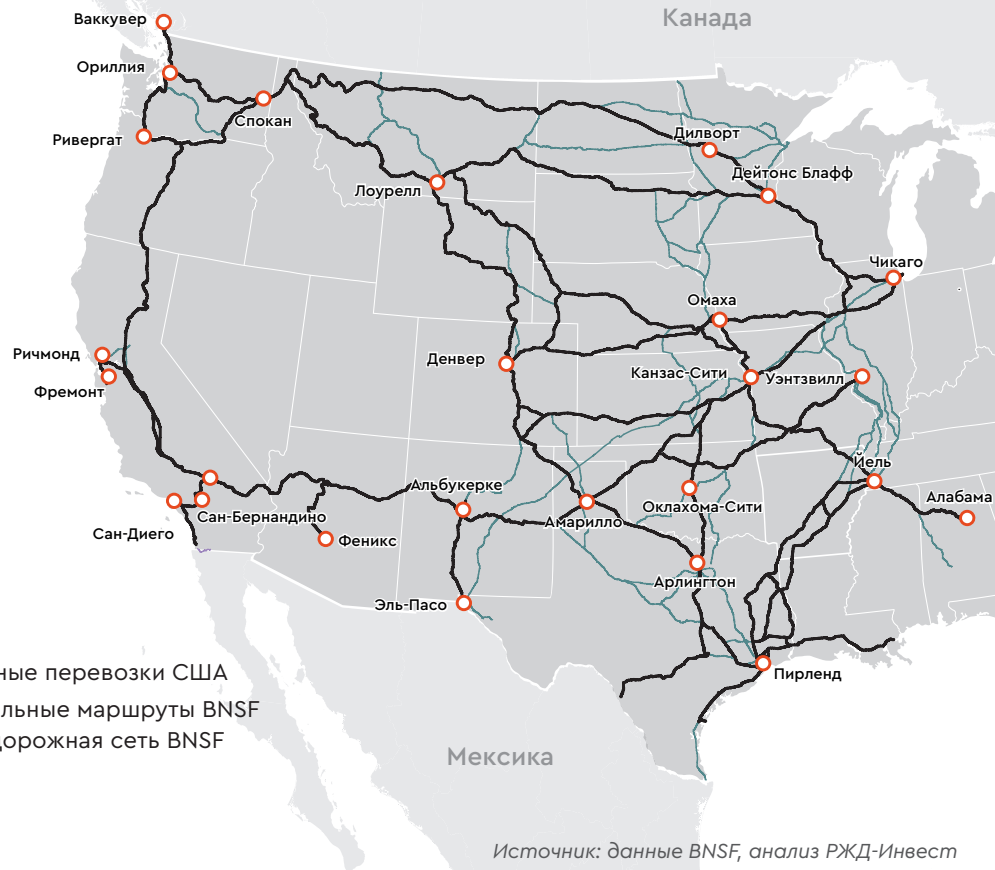 Канада
Ваккувер
Ориллия
Спокан
Ривергат
Дилворт
Дейтонс Блафф
Лоурелл
Чикаго
Омаха
Ричмонд
Денвер
Канзас-Сити
Уэнтзвилл
Фремонт
Йель
Альбукерке
Алабама
Оклахома-Сити
Сан-Бернандино
Амарилло
Сан-Диего
Феникс
Арлингтон
Эль-Пасо
ные перевозки США
Пирленд
льные маршруты BNSF
дорожная сеть BNSF
Мексика
Источник: данные BNSF, анализ РЖД-Инвест